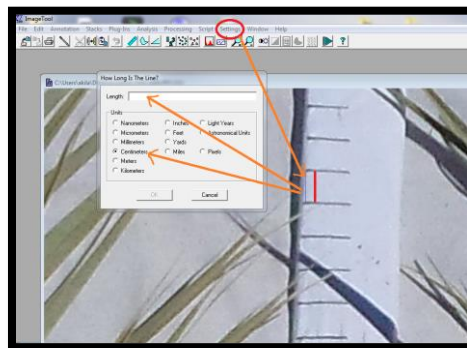 ImageTool
File Edit Annotation Stacks Plug-Ins Analysis Processing Script Settings Window Help
How Long Is The Line?
Length:
Units
Nanometers Inches Light Years
Micrometers Feet Astronomical Units
Millimeters Yards
Centimeters Miles Pixels
Meters
Kilometers
OK Cancel